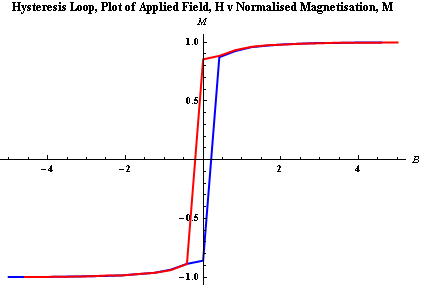 Hysteresis Loop, Plot of Applied Field, H v Normalised Magnetisation, M
M
1.0
0.5
-4
-2
2
4
B
-0.5
-1.0